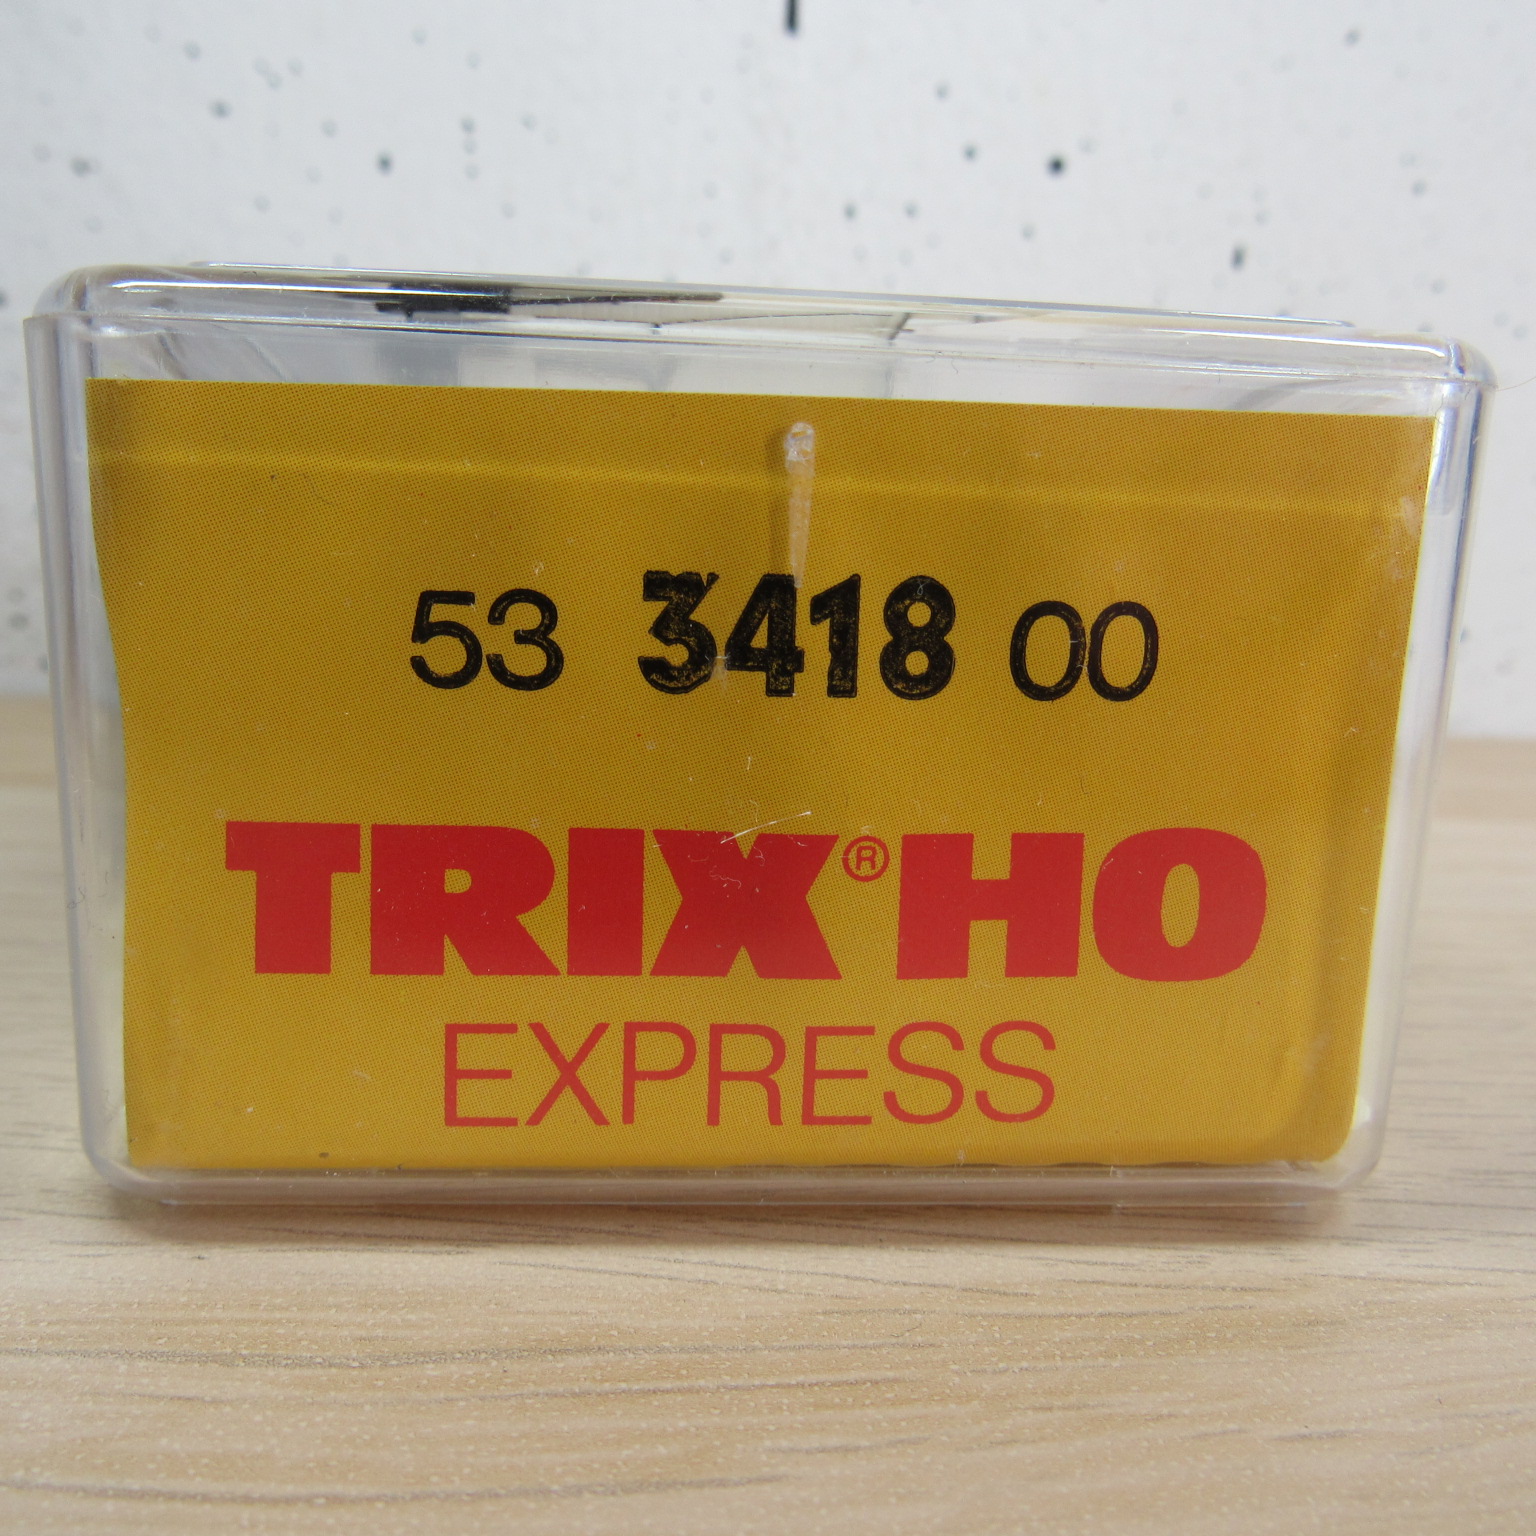 53 3418 00
TRIX® HO
EXPRESS